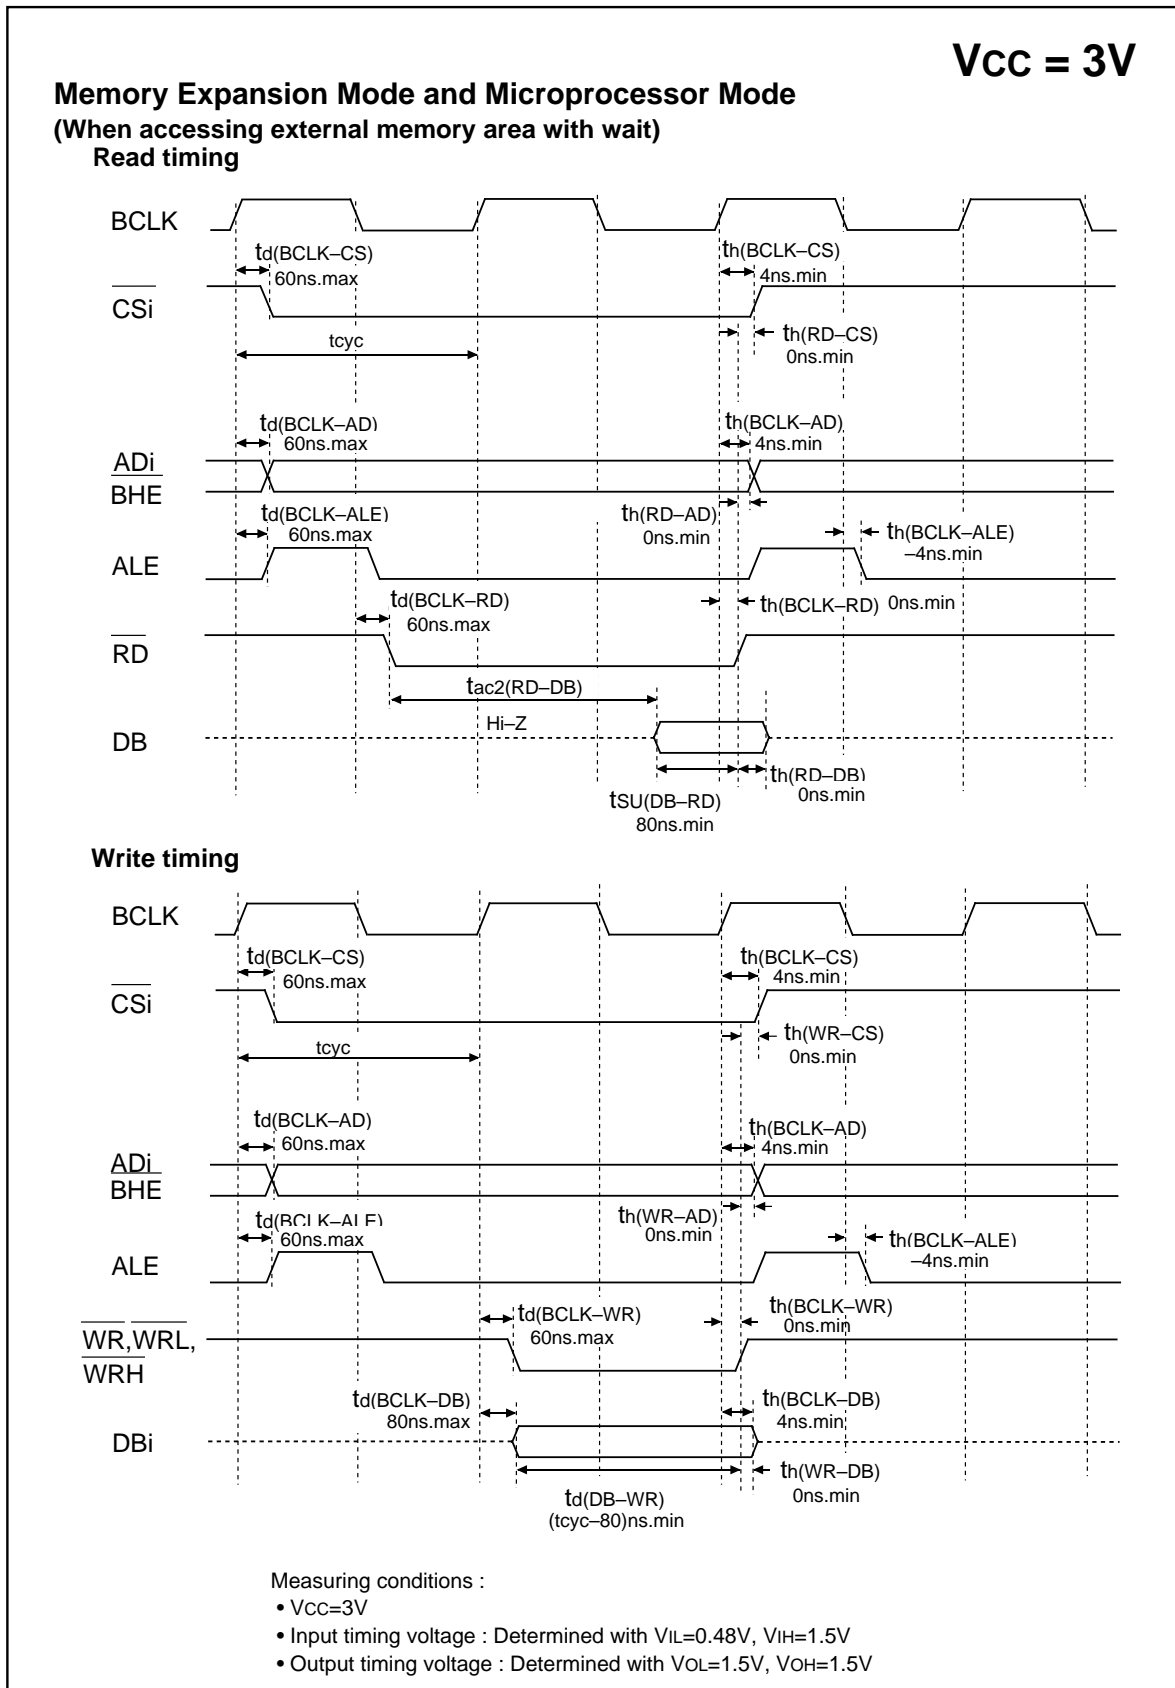 VCC = 3V
Memory Expansion Mode and Microprocessor Mode
(When accessing external memory area with wait)
Read timing
BCLK
td(BCLK–CS)
60ns.max
th(BCLK–CS)
4ns.min
CSi
th(RD–CS)
0ns.min
tcyc
td(BCLK–AD)
60ns.max
th(BCLK–AD)
4ns.min
ADi
BHE
td(BCLK–ALE)
60ns.max
th(RD–AD)
0ns.min
th(BCLK–ALE)
–4ns.min
ALE
td(BCLK–RD)
60ns.max
th(BCLK–RD) 0ns.min
RD
tac2(RD–DB)
Hi–Z
DB
th(RD–DB)
0ns.min
tSU(DB–RD)
80ns.min
Write timing
BCLK
td(BCLK–CS)
60ns.max
th(BCLK–CS)
4ns.min
CSi
th(WR–CS)
0ns.min
tcyc
td(BCLK–AD)
60ns.max
th(BCLK–AD)
4ns.min
ADi
BHE
td(BCLK–ALE)
60ns.max
th(WR–AD)
0ns.min
th(BCLK–ALE)
–4ns.min
ALE
td(BCLK–WR)
60ns.max
th(BCLK–WR)
0ns.min
WR,WRL,
WRH
td(BCLK–DB)
80ns.max
th(BCLK–DB)
4ns.min
DBi
th(WR–DB)
0ns.min
td(DB–WR)
(tcyc–80)ns.min
Measuring conditions :
• VCC=3V
• Input timing voltage : Determined with VIL=0.48V, VIH=1.5V
• Output timing voltage : Determined with VOL=1.5V, VOH=1.5V